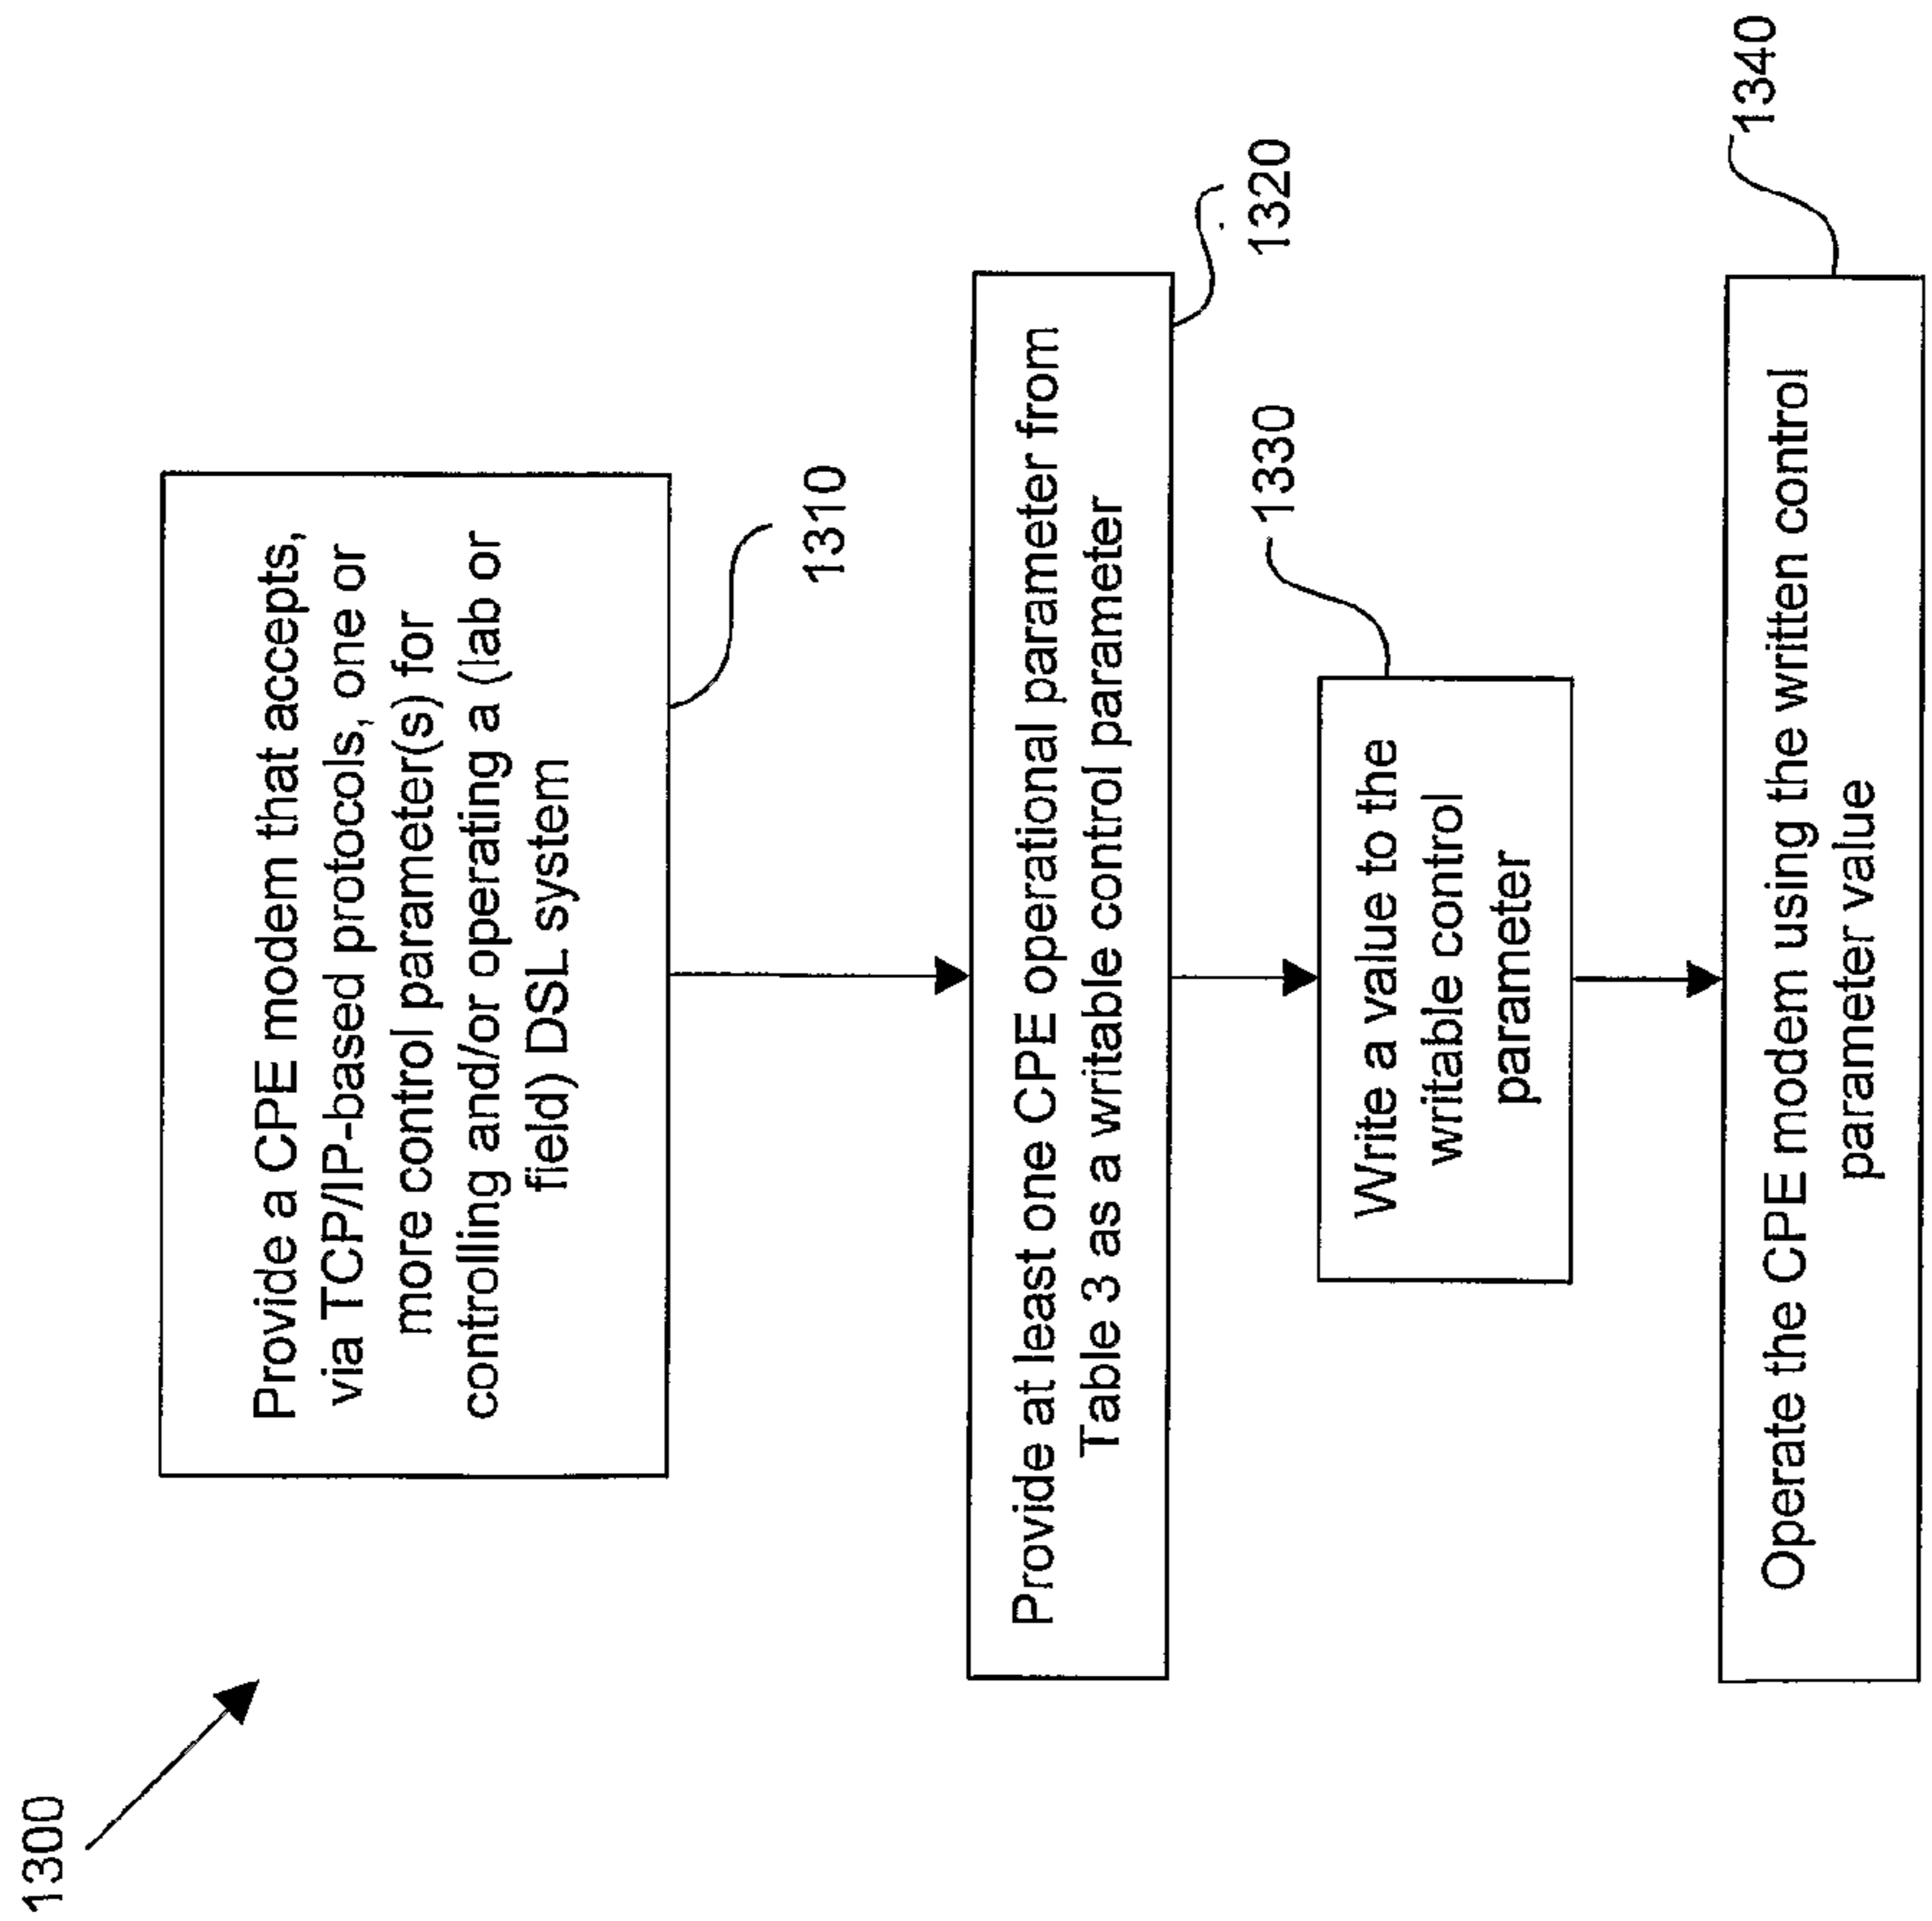 1300
Provide a CPE modem that accepts,
via TCP/IP-based protocols, one or
more control parameter(s) for
controlling and/or operating a (lab or
field) DSL system
1310
Provide at least one CPE operational parameter from
Table 3 as a writable control parameter
1320
Write a value to the
writable control
parameter
1330
Operate the CPE modem using the written control
parameter value
1340